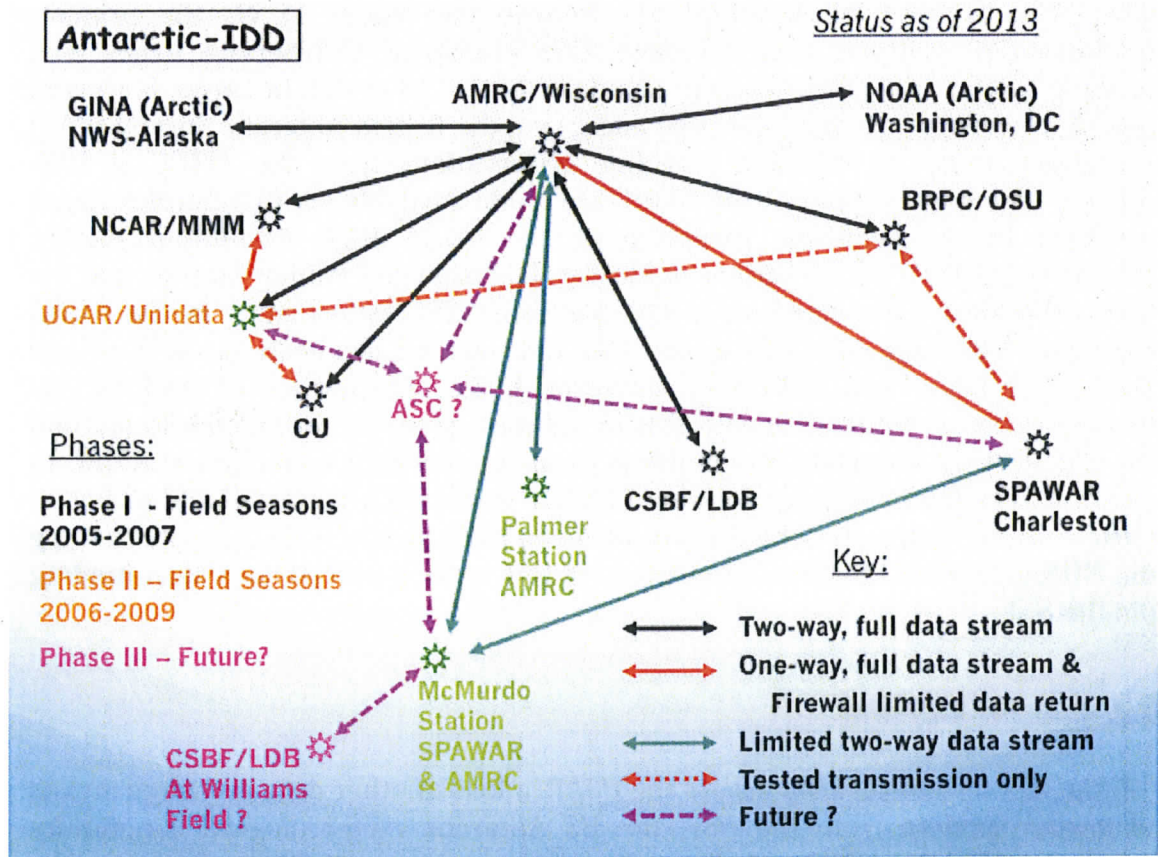 Antarctic-IDD
Status as of 2013
GINA (Arctic)
NWS-Alaska
AMRC/Wisconsin
NOAA (Arctic)
Washington, DC
NCAR/MMM
BRPC/OSU
UCAR/Unidata
ASC ?
CU
Phases:
Phase I - Field Seasons
2005-2007
Phase II – Field Seasons
2006-2009
Phase III – Future?
Palmer
Station
AMRC
CSBF/LDB
SPAWAR
Charleston
McMurdo
Station
SPAWAR
& AMRC
CSBF/LDB
At Williams
Field ?
Key:
Two-way, full data stream
One-way, full data stream &
Firewall limited data return
Limited two-way data stream
Tested transmission only
Future ?